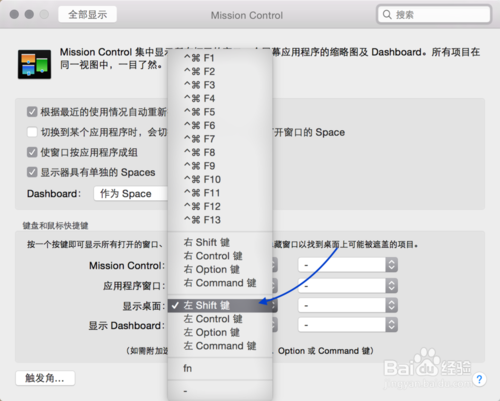 全部显示
Mission Control
搜索
Mission Control 集中显示
屏幕应用程序的缩略图及 Dashboard。所有项目在
同一视图中，一目了然。
根据最近的使用情况自动重新
切换到某个应用程序时，会切
打开窗口的 Space
使窗口按应用程序成组
显示器具有单独的 Spaces
Dashboard:
作为 Space
^⌘ F1
^⌘ F2
^⌘ F3
^⌘ F4
^⌘ F5
^⌘ F6
^⌘ F7
^⌘ F8
^⌘ F9
^⌘ F10
^⌘ F11
^⌘ F12
^⌘ F13
右 Shift 键
右 Control 键
右 Option 键
右 Command 键
✓ 左 Shift 键
左 Control 键
左 Option 键
左 Command 键
fn
-
键盘和鼠标快捷键
按一个按键即可显示所有打开的窗口、
藏窗口以找到桌面上可能被遮盖的项目。
Mission Control:
-
应用程序窗口:
-
显示桌面:
-
显示 Dashboard:
-
（如需附加
、Option 或 Command 键）
触发角...
?
Baidu 经验
jingyan.baidu.com